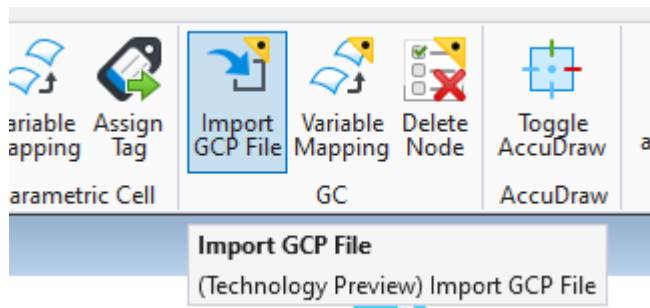 ariable Assign Import Variable Delete Toggle
apping Tag GCP File Mapping Node AccuDraw
arametric Cell GC AccuDraw
Import GCP File
(Technology Preview) Import GCP File